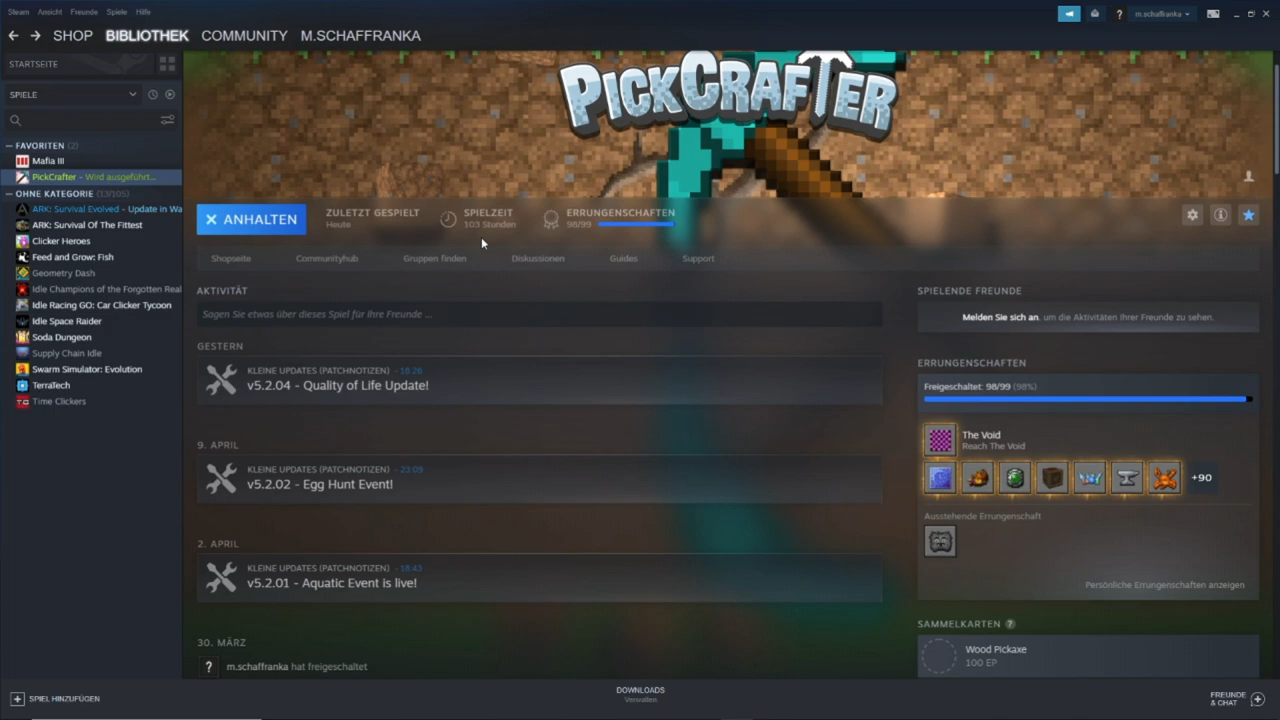 Steam Ansicht Freunde Spiele Hilfe
m.schaffranka
SHOP BIBLIOTHEK COMMUNITY M.SCHAFFRANKA
STARTSEITE
SPIELE
FAVORITEN (2)
Mafia III
PickCrafter - Wird ausgeführt...
OHNE KATEGORIE (13/105)
ARK: Survival Evolved - Update in Wa
ARK: Survival Of The Fittest
Clicker Heroes
Feed and Grow: Fish
Geometry Dash
Idle Champions of the Forgotten Real
Idle Racing GO: Car Clicker Tycoon
Idle Space Raider
Soda Dungeon
Supply Chain Idle
Swarm Simulator: Evolution
TerraTech
Time Clickers
SPIEL HINZUFÜGEN
PICKCRAFTER
ANHALTEN
ZULETZT GESPIELT
Heute
SPIELZEIT
103 Stunden
ERRUNGENSCHAFTEN
98/99
Shopseite Communityhub Gruppen finden Diskussionen Guides Support
AKTIVITÄT
Sagen Sie etwas über dieses Spiel für Ihre Freunde ...
GESTERN
KLEINE UPDATES (PATCHNOTIZEN) - 18:26
v5.2.04 - Quality of Life Update!
9. APRIL
KLEINE UPDATES (PATCHNOTIZEN) - 23:09
v5.2.02 - Egg Hunt Event!
2. APRIL
KLEINE UPDATES (PATCHNOTIZEN) - 18:43
v5.2.01 - Aquatic Event is live!
30. MÄRZ
? m.schaffranka hat freigeschaltet
SPIELENDE FREUNDE
Melden Sie sich an, um die Aktivitäten Ihrer Freunde zu sehen.
ERRUNGENSCHAFTEN
Freigeschaltet: 98/99 (98%)
The Void
Reach The Void
+90
Ausstehende Errungenschaft
Persönliche Errungenschaften anzeigen
SAMMELKARTEN ?
Wood Pickaxe
100 EP
DOWNLOADS
Verwalten
FREUNDE
& CHAT